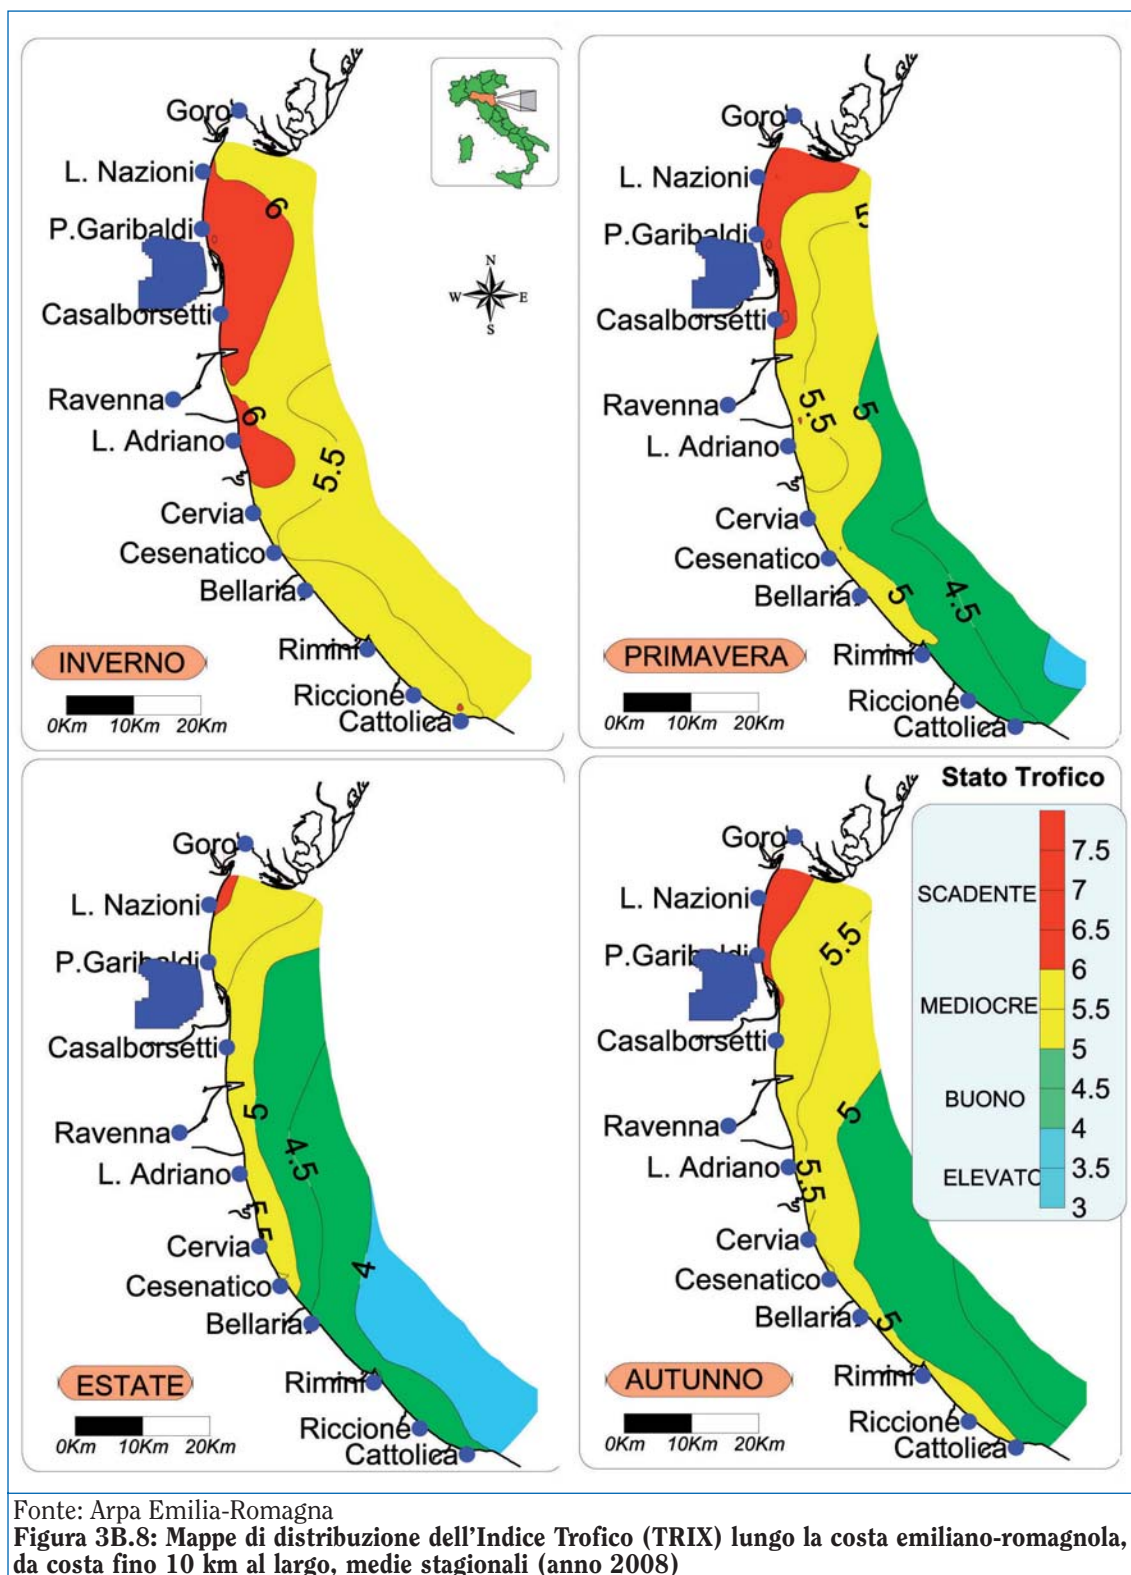 Goro
L. Nazioni
P.Garibaldi
Casalborsetti
Ravenna
L. Adriano
Cervia
Cesenatico
Bellaria
Rimini
Riccione
Cattolica
6
6
5.5
N
W
E
S
INVERNO
0Km 10Km 20Km
Goro
L. Nazioni
P.Garibaldi
Casalborsetti
Ravenna
L. Adriano
Cervia
Cesenatico
Bellaria
Rimini
Riccione
Cattolica
5
5.5
5
5
4.5
PRIMAVERA
0Km 10Km 20Km
Goro
L. Nazioni
P.Garibaldi
Casalborsetti
Ravenna
L. Adriano
Cervia
Cesenatico
Bellaria
Rimini
Riccione
Cattolica
5
4.5
5.5
4
ESTATE
0Km 10Km 20Km
Goro
L. Nazioni
P.Garibaldi
Casalborsetti
Ravenna
L. Adriano
Cervia
Cesenatico
Bellaria
Rimini
Riccione
Cattolica
5.5
5
5.5
5
AUTUNNO
0Km 10Km 20Km
Stato Trofico
7.5
SCADENTE
7
6.5
6
MEDIOCRE
5.5
5
BUONO
4.5
4
ELEVATO
3.5
3
Fonte: Arpa Emilia-Romagna
Figura 3B.8: Mappe di distribuzione dell'Indice Trofico (TRIX) lungo la costa emiliano-romagnola,
da costa fino 10 km al largo, medie stagionali (anno 2008)